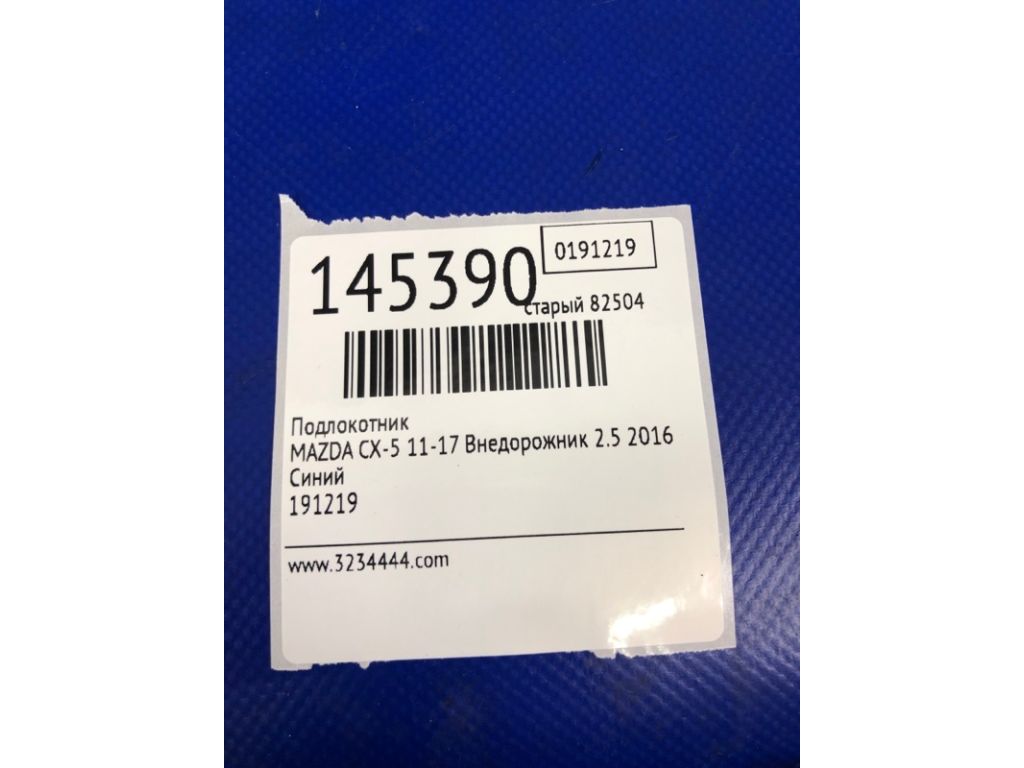 145390
0191219
старый 82504
Подлокотник
MAZDA CX-5 11-17 Внедорожник 2.5 2016
Синий
191219
www.3234444.com